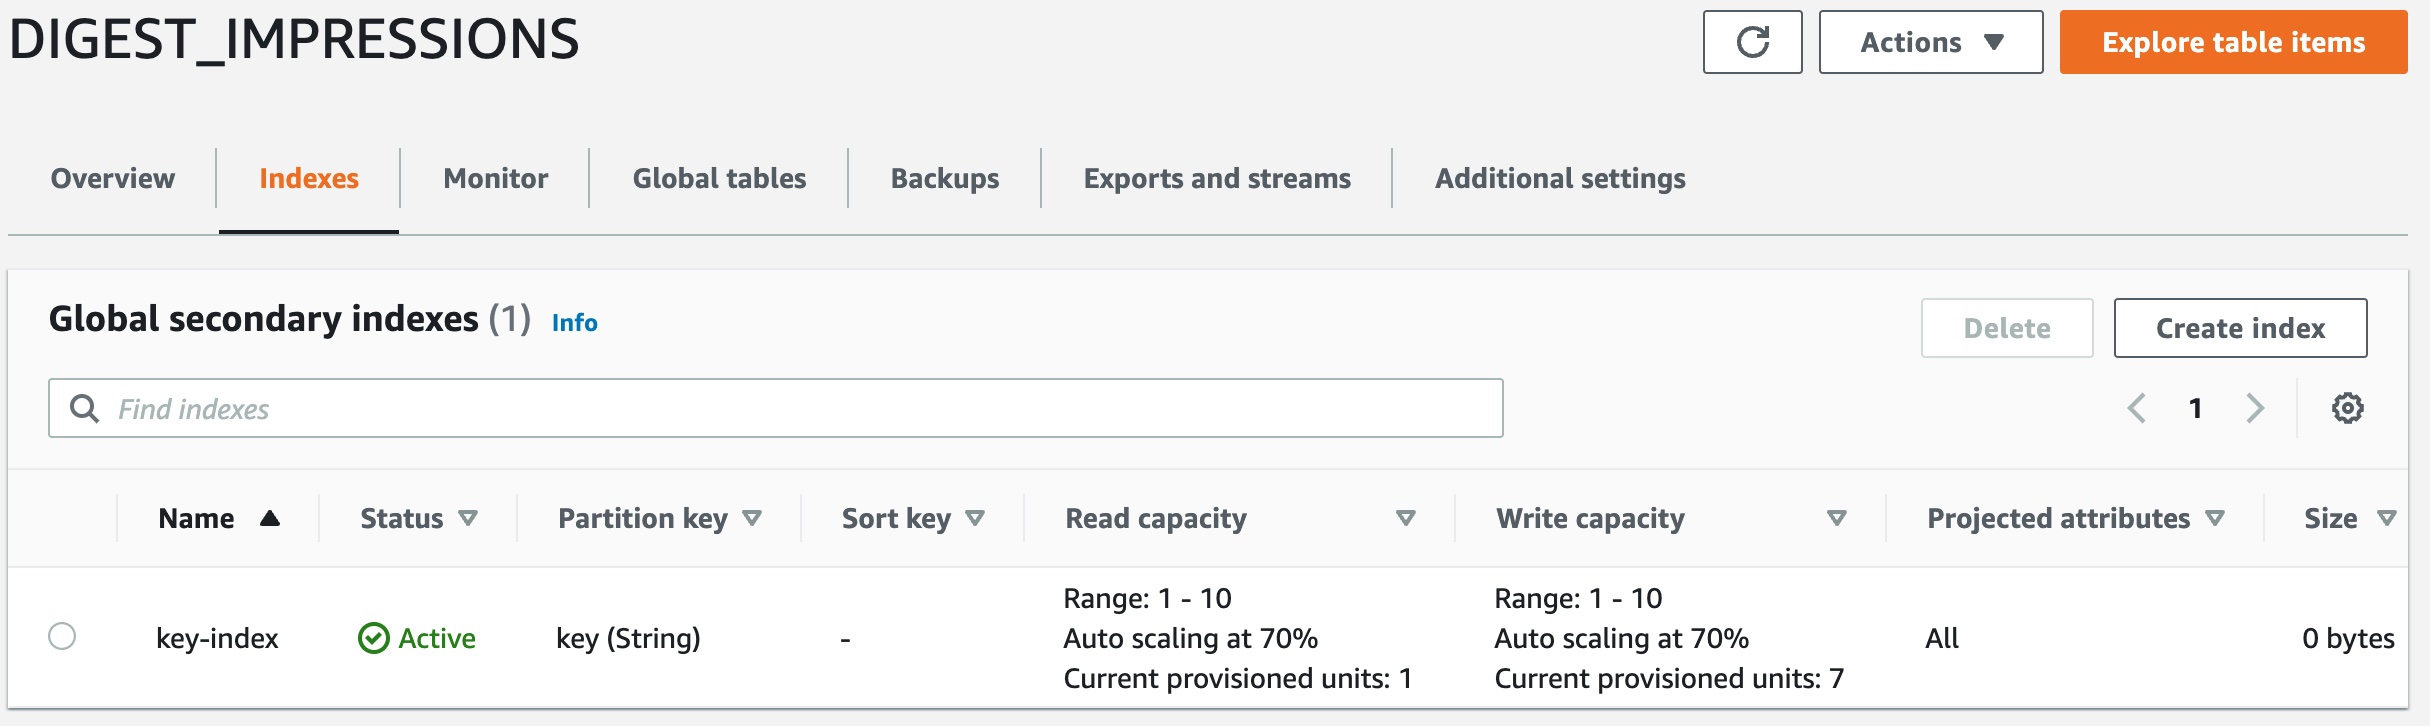 DIGEST_IMPRESSIONS
Actions
Explore table items
Overview
Indexes
Monitor
Global tables
Backups
Exports and streams
Additional settings
Global secondary indexes (1) Info
Delete
Create index
Find indexes
1
Name Status Partition key Sort key Read capacity Write capacity Projected attributes Size
key-index
Active
key (String)
-
Range: 1 - 10
Auto scaling at 70%
Current provisioned units: 1
Range: 1 - 10
Auto scaling at 70%
Current provisioned units: 7
All
0 bytes